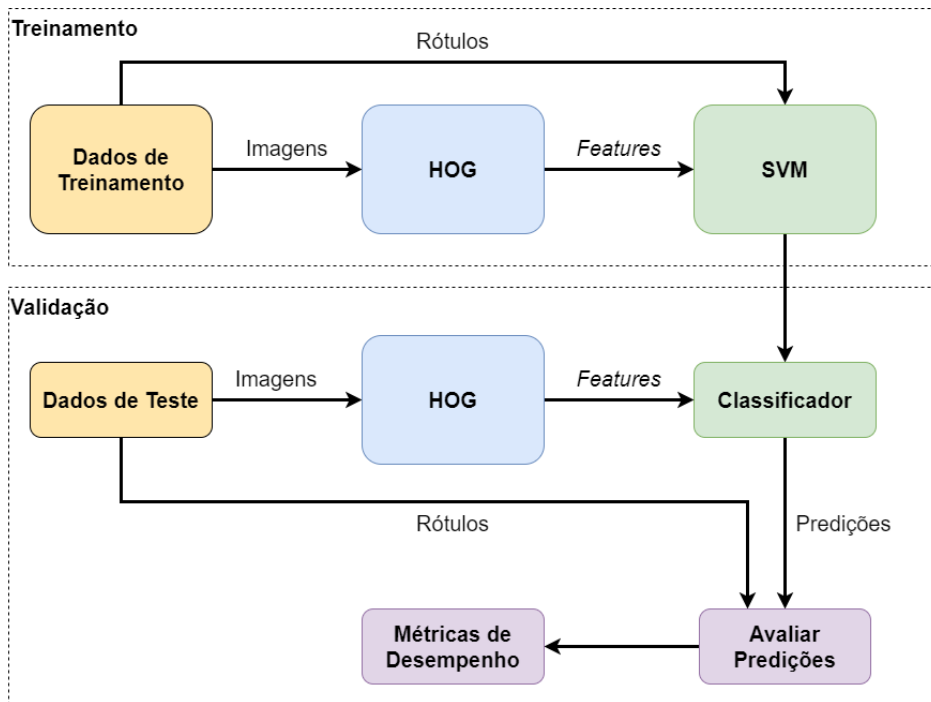 Treinamento
Rótulos
Dados de
Treinamento
Imagens
HOG
Features
SVM
Validação
Dados de Teste
Imagens
HOG
Features
Classificador
Rótulos
Predições
Métricas de
Desempenho
Avaliar
Predições